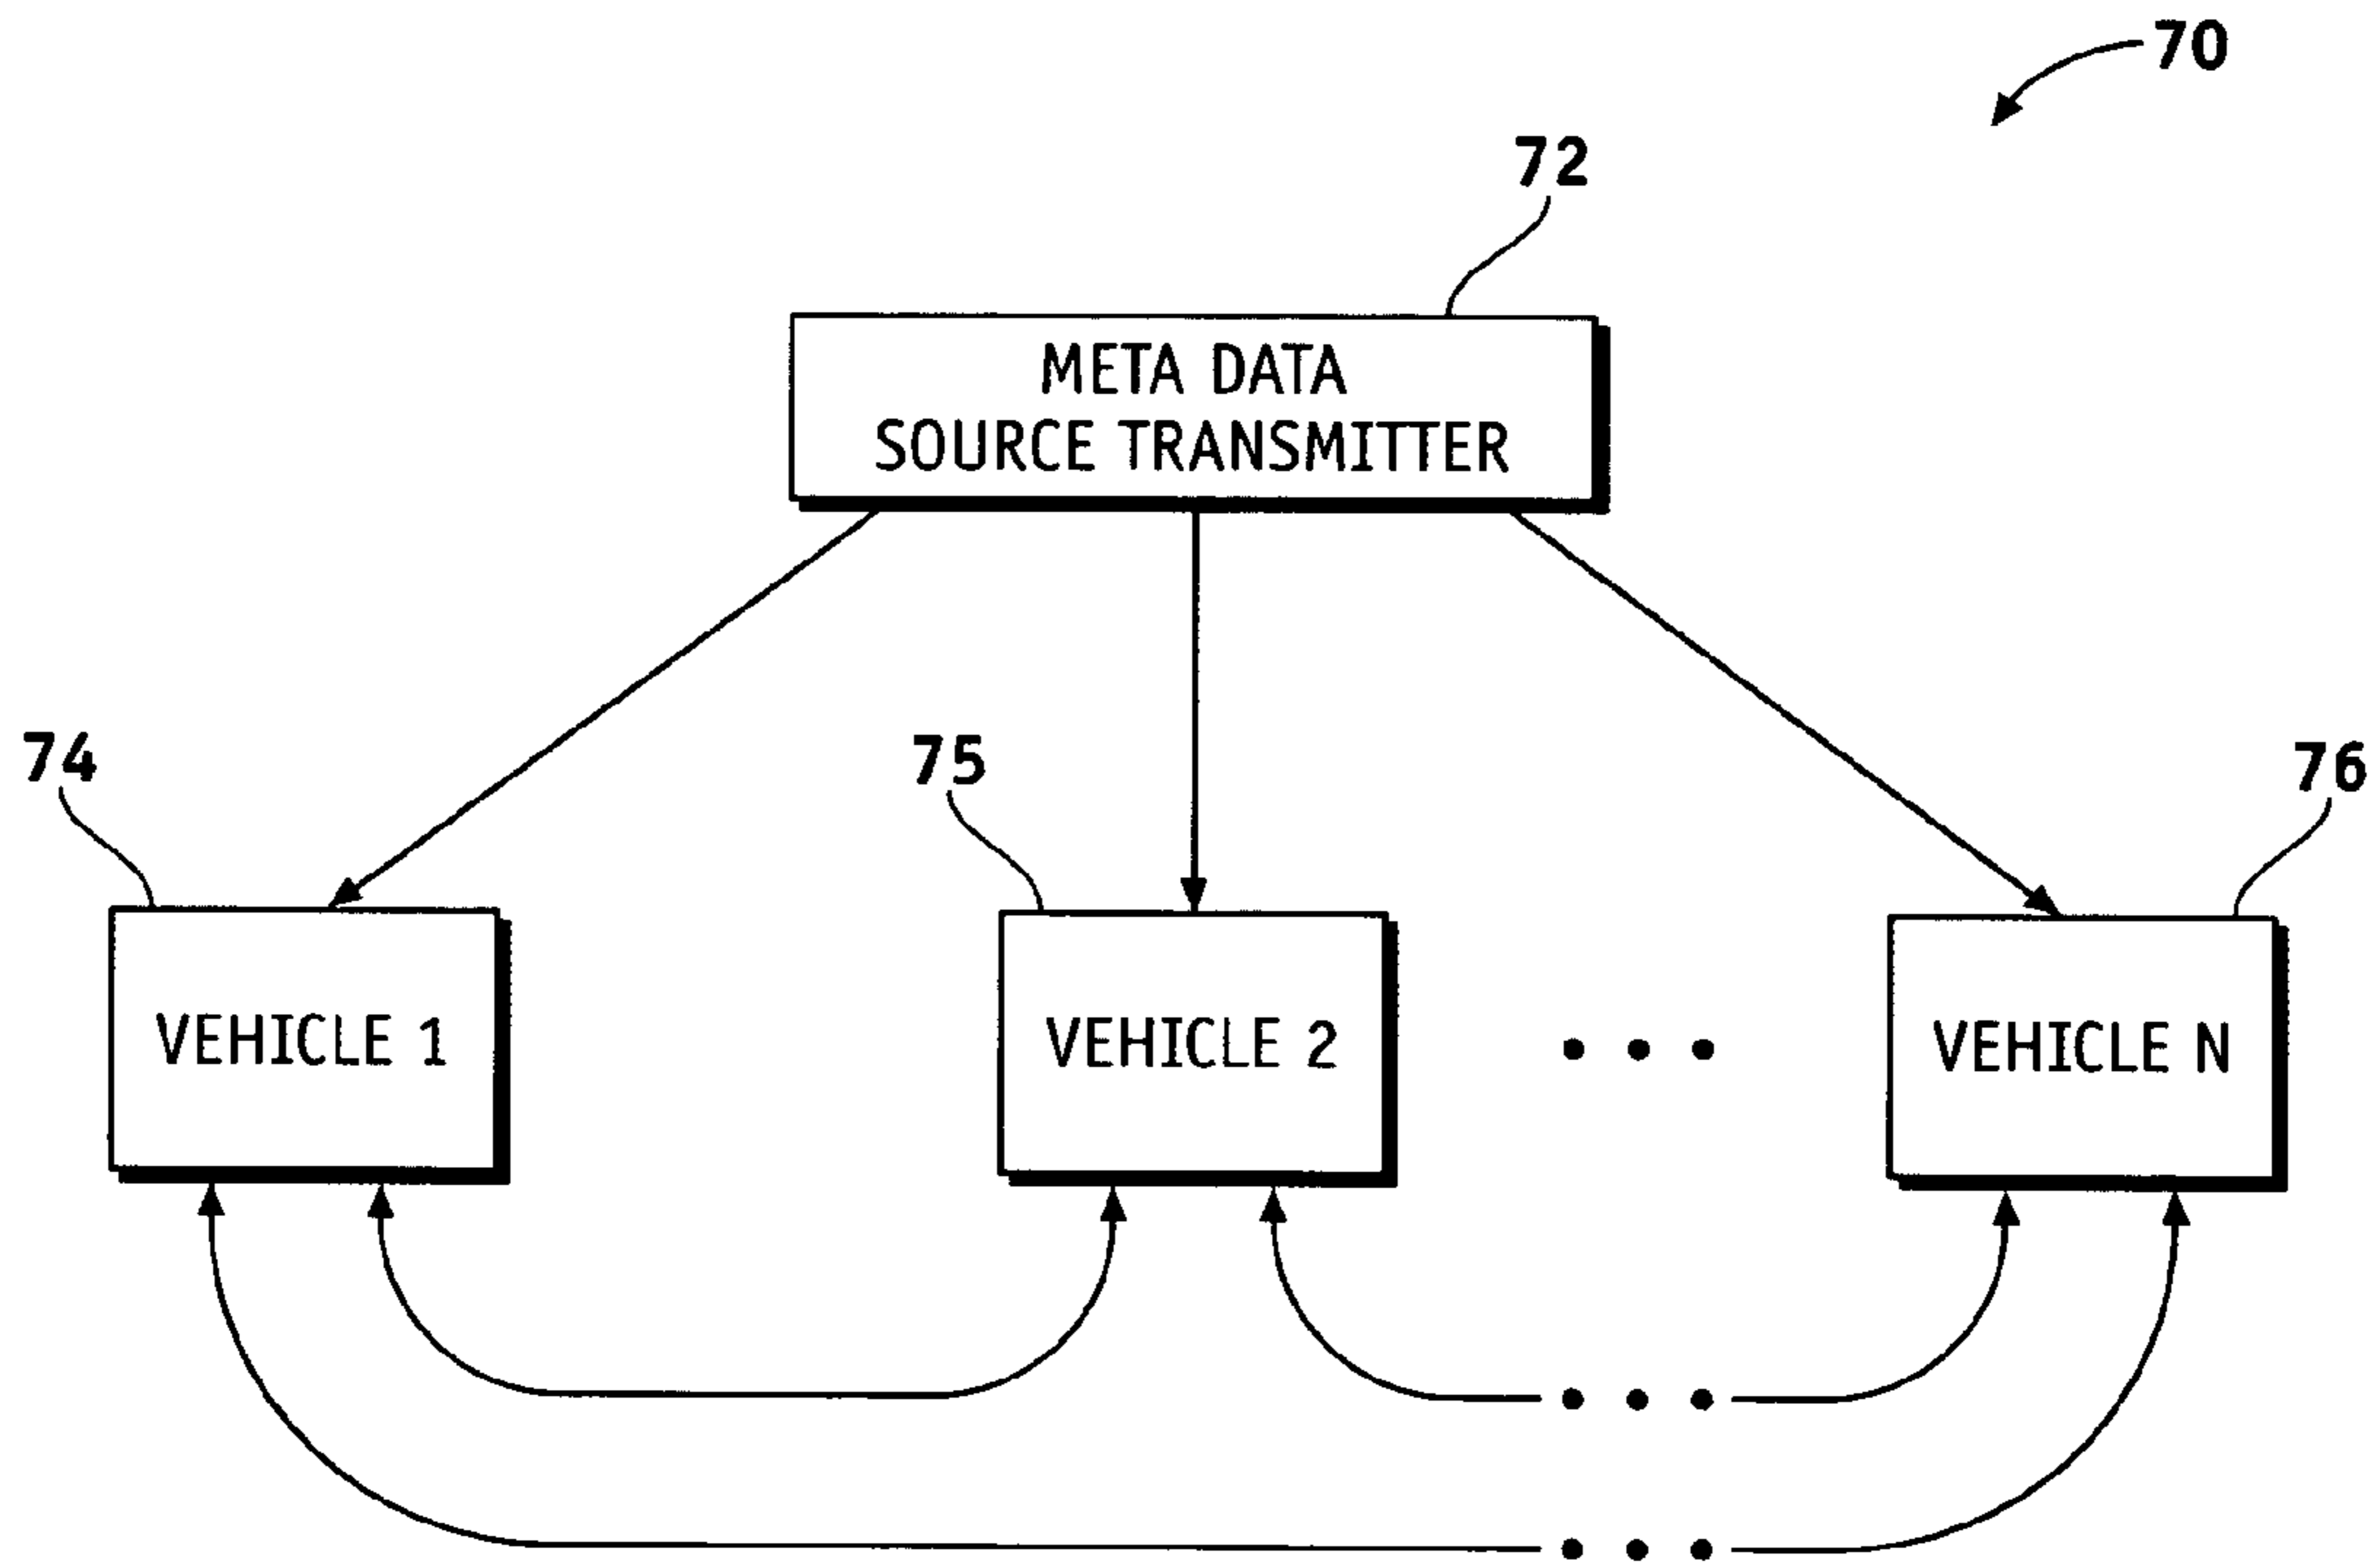 70
72
META DATA
SOURCE TRANSMITTER
74
75
76
VEHICLE 1
VEHICLE 2
VEHICLE N